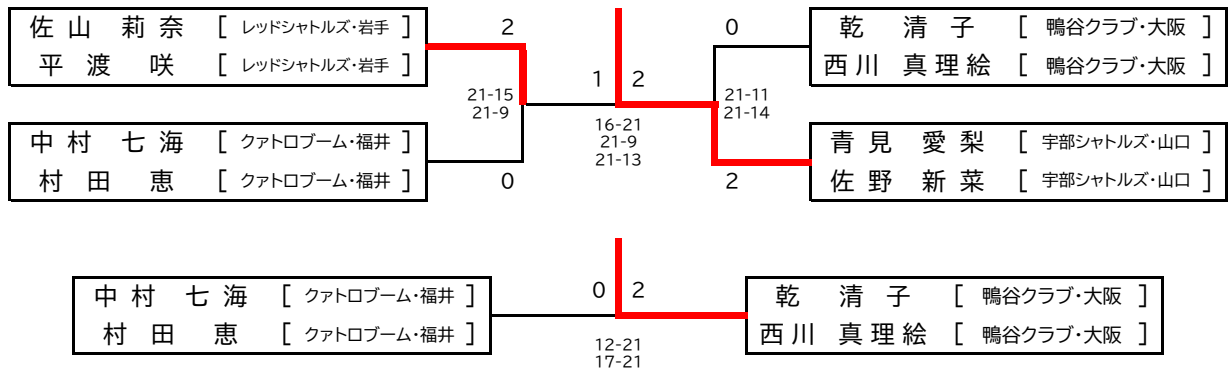 佐山 莉奈 [ レッドシャトルズ・岩手 ]
平渡 咲 [ レッドシャトルズ・岩手 ]
2
0
乾 清子 [ 鴨谷クラブ・大阪 ]
西川 真理絵 [ 鴨谷クラブ・大阪 ]
1 2
21-15
21-9
16-21
21-9
21-13
21-11
21-14
中村 七海 [ クァトロブーム・福井 ]
村田 恵 [ クァトロブーム・福井 ]
0
2
青見 愛梨 [ 宇部シャトルズ・山口 ]
佐野 新菜 [ 宇部シャトルズ・山口 ]
中村 七海 [ クァトロブーム・福井 ]
村田 恵 [ クァトロブーム・福井 ]
0 2
12-21
17-21
乾 清子 [ 鴨谷クラブ・大阪 ]
西川 真理絵 [ 鴨谷クラブ・大阪 ]